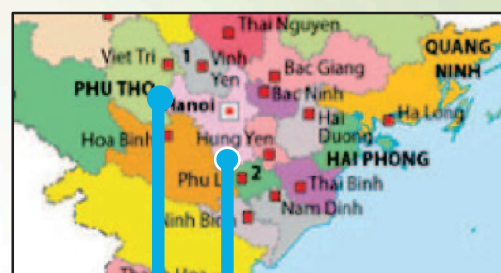 Thai Nguyen
QUANG
NINH
Viet Tri
1
Vinh
Yen
Bac Giang
PHU THO
Hanoi
Bac Ninh
Ha Long
Hai
Duong
Hoa Binh
Hung Yen
HAI PHONG
Phu L
2
Thai Binh
Nam Dinh
Ninh Bin